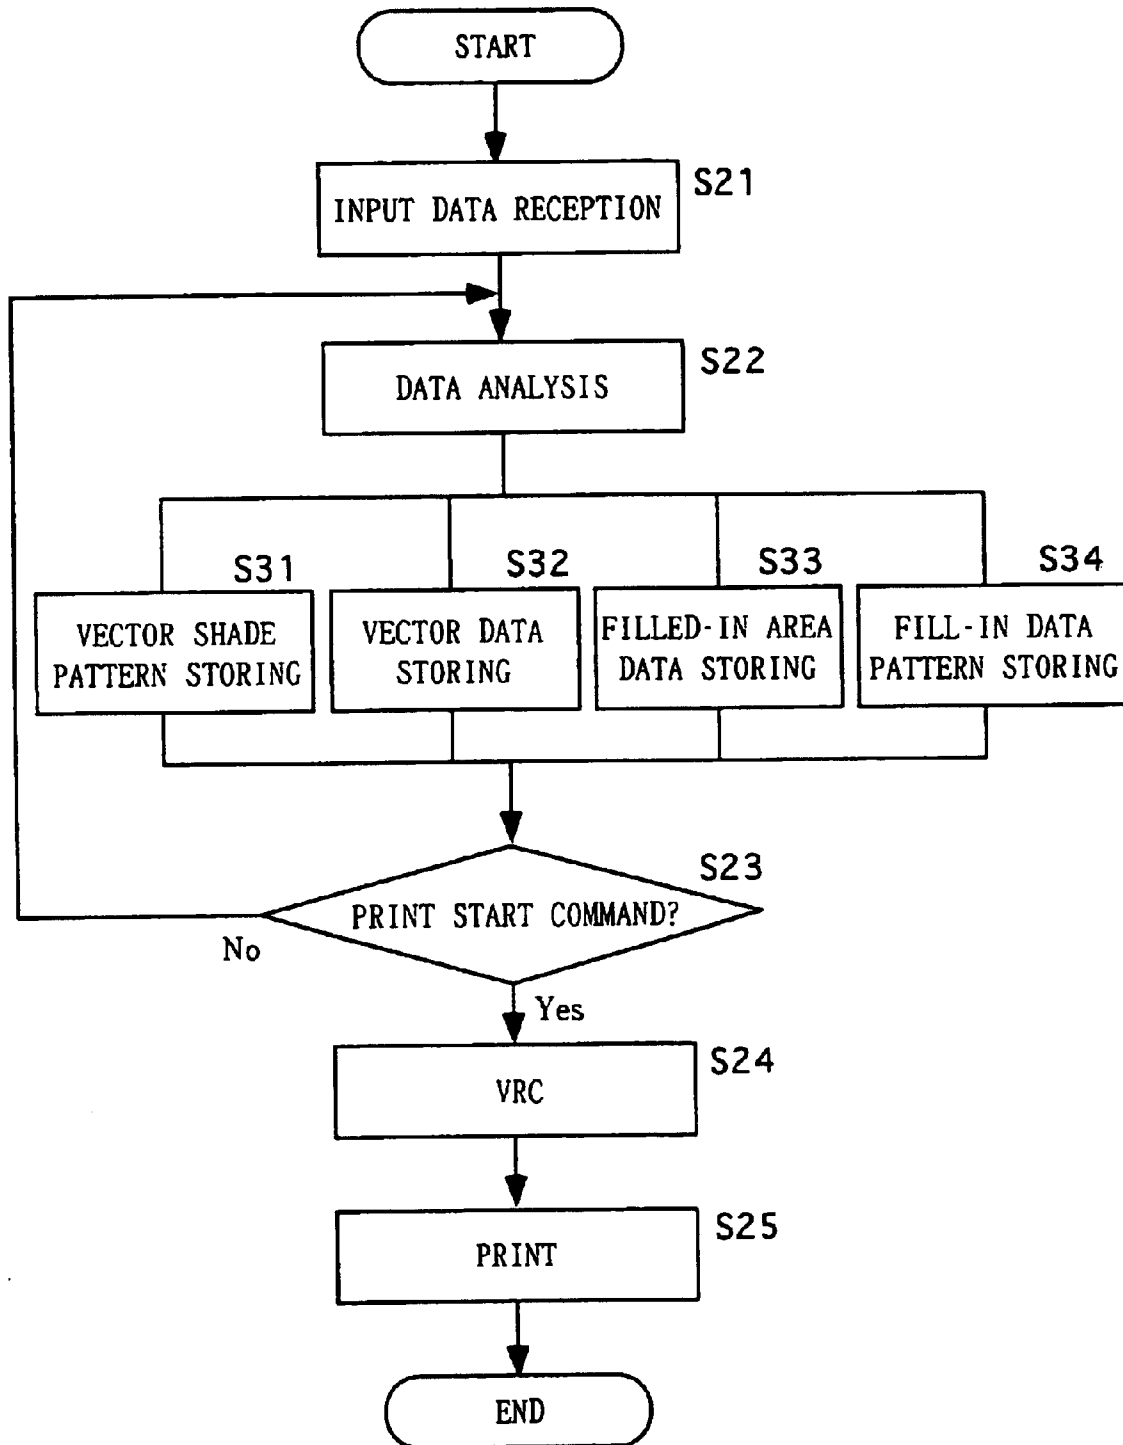 START
S21
INPUT DATA RECEPTION
S22
DATA ANALYSIS
S31
VECTOR SHADE
PATTERN STORING
S32
VECTOR DATA
STORING
S33
FILLED-IN AREA
DATA STORING
S34
FILL-IN DATA
PATTERN STORING
S23
PRINT START COMMAND?
No
Yes
S24
VRC
S25
PRINT
END